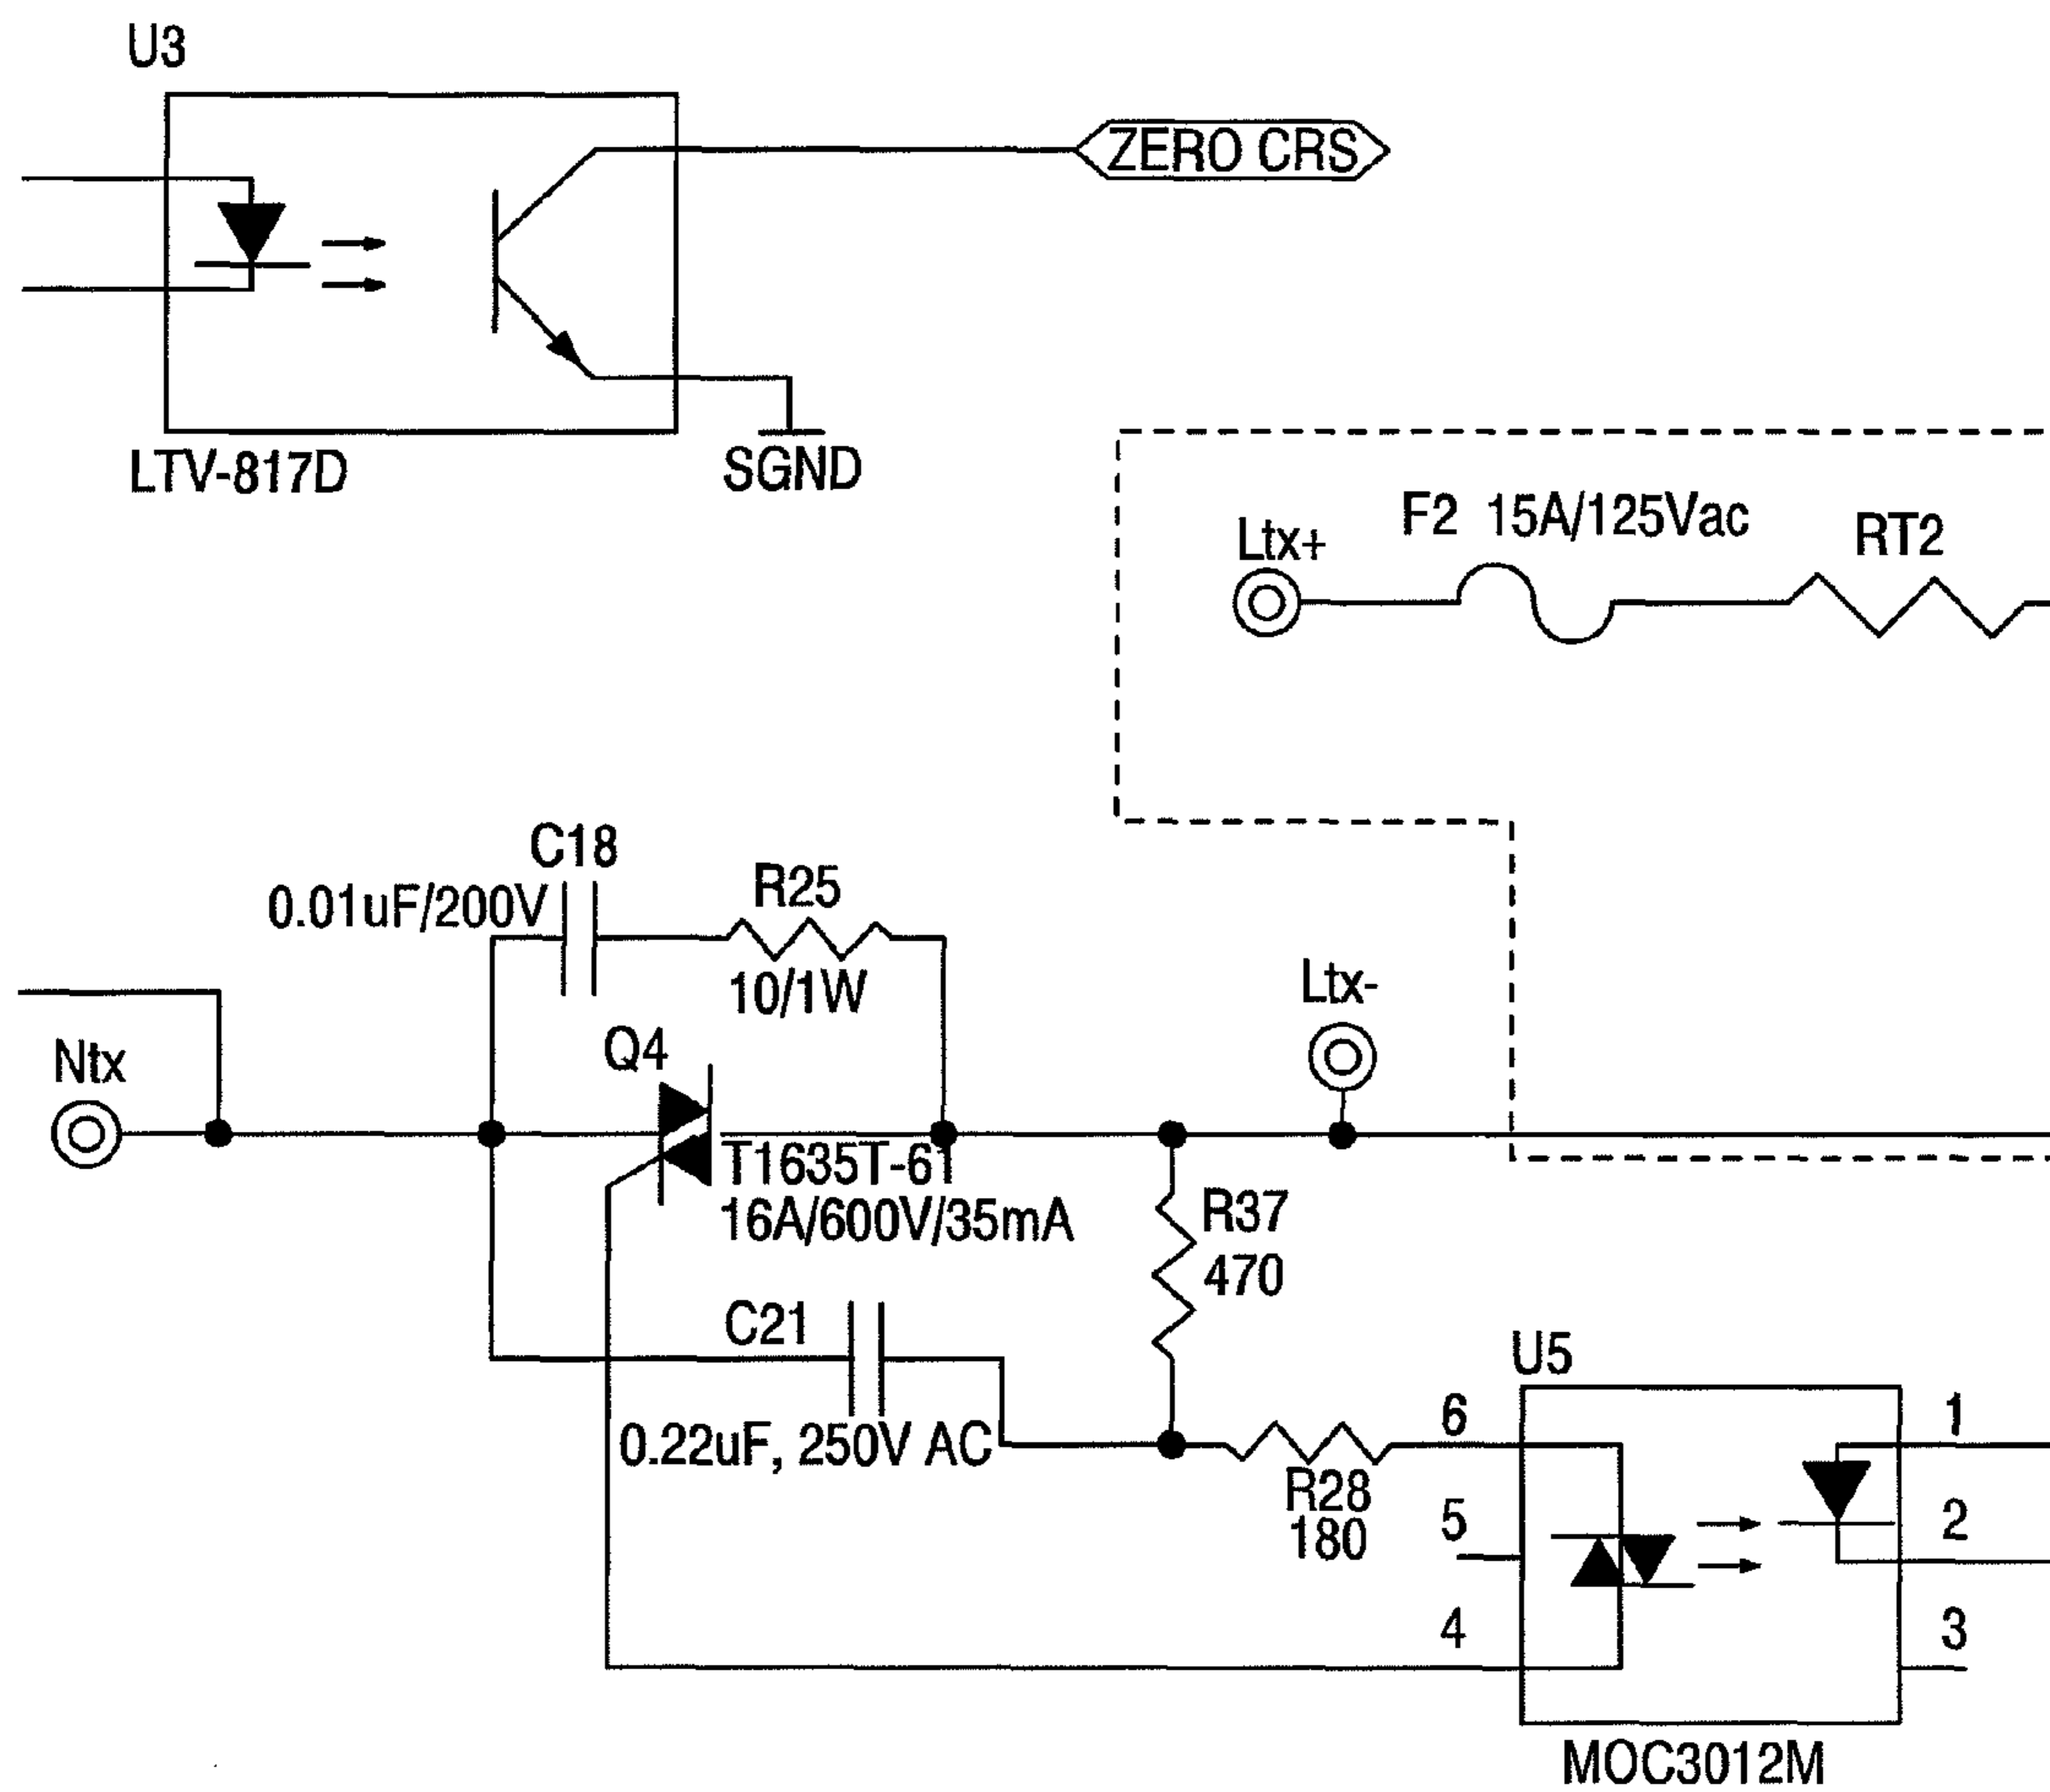 U3
ZERO CRS
LTV-817D
SGND
F2 15A/125Vac
RT2
Ltx+
C18
0.01uF/200V
R25
10/1W
Ltx-
Q4
Ntx
T1635T-61
16A/600V/35mA
R37
470
C21
U5
0.22uF, 250V AC
6
1
R28
180
5
2
4
3
MOC3012M